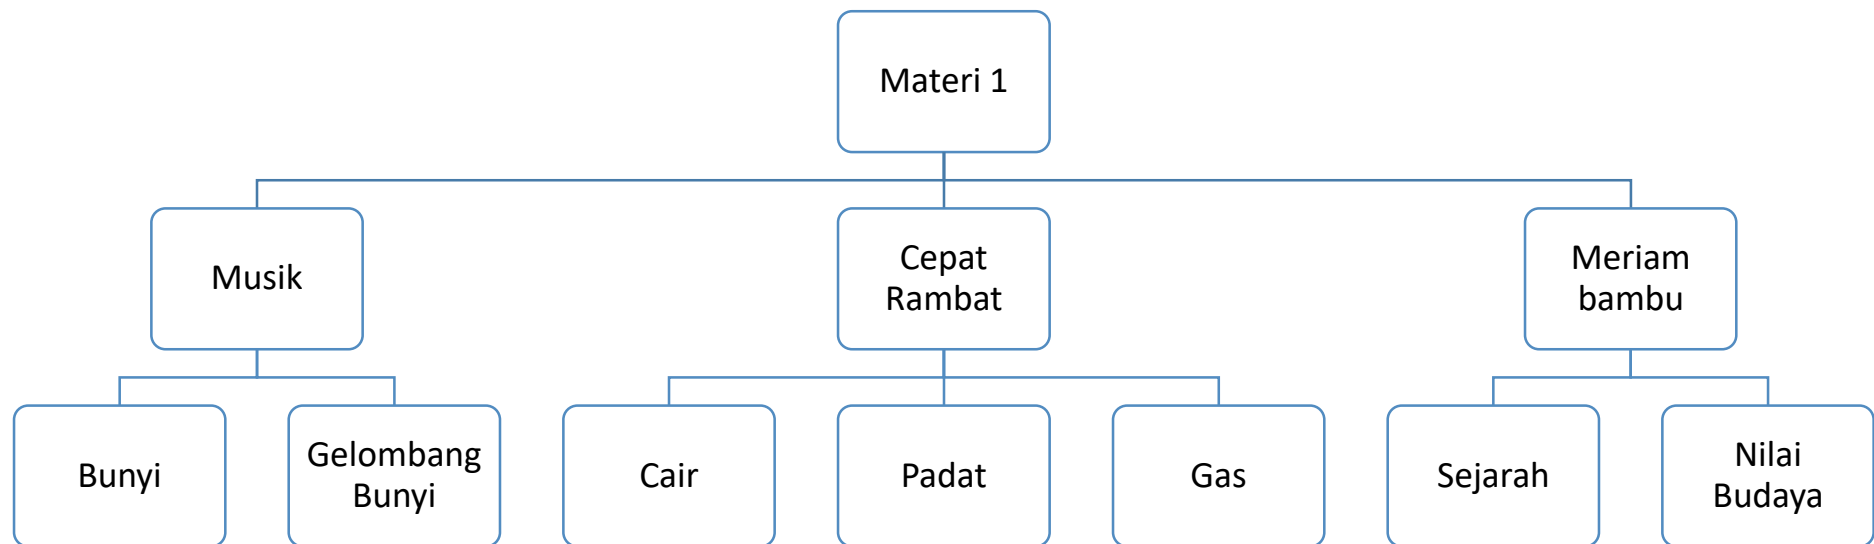 Materi 1
Musik
Cepat
Rambat
Meriam
bambu
Bunyi
Gelombang
Bunyi
Cair
Padat
Gas
Sejarah
Nilai
Budaya